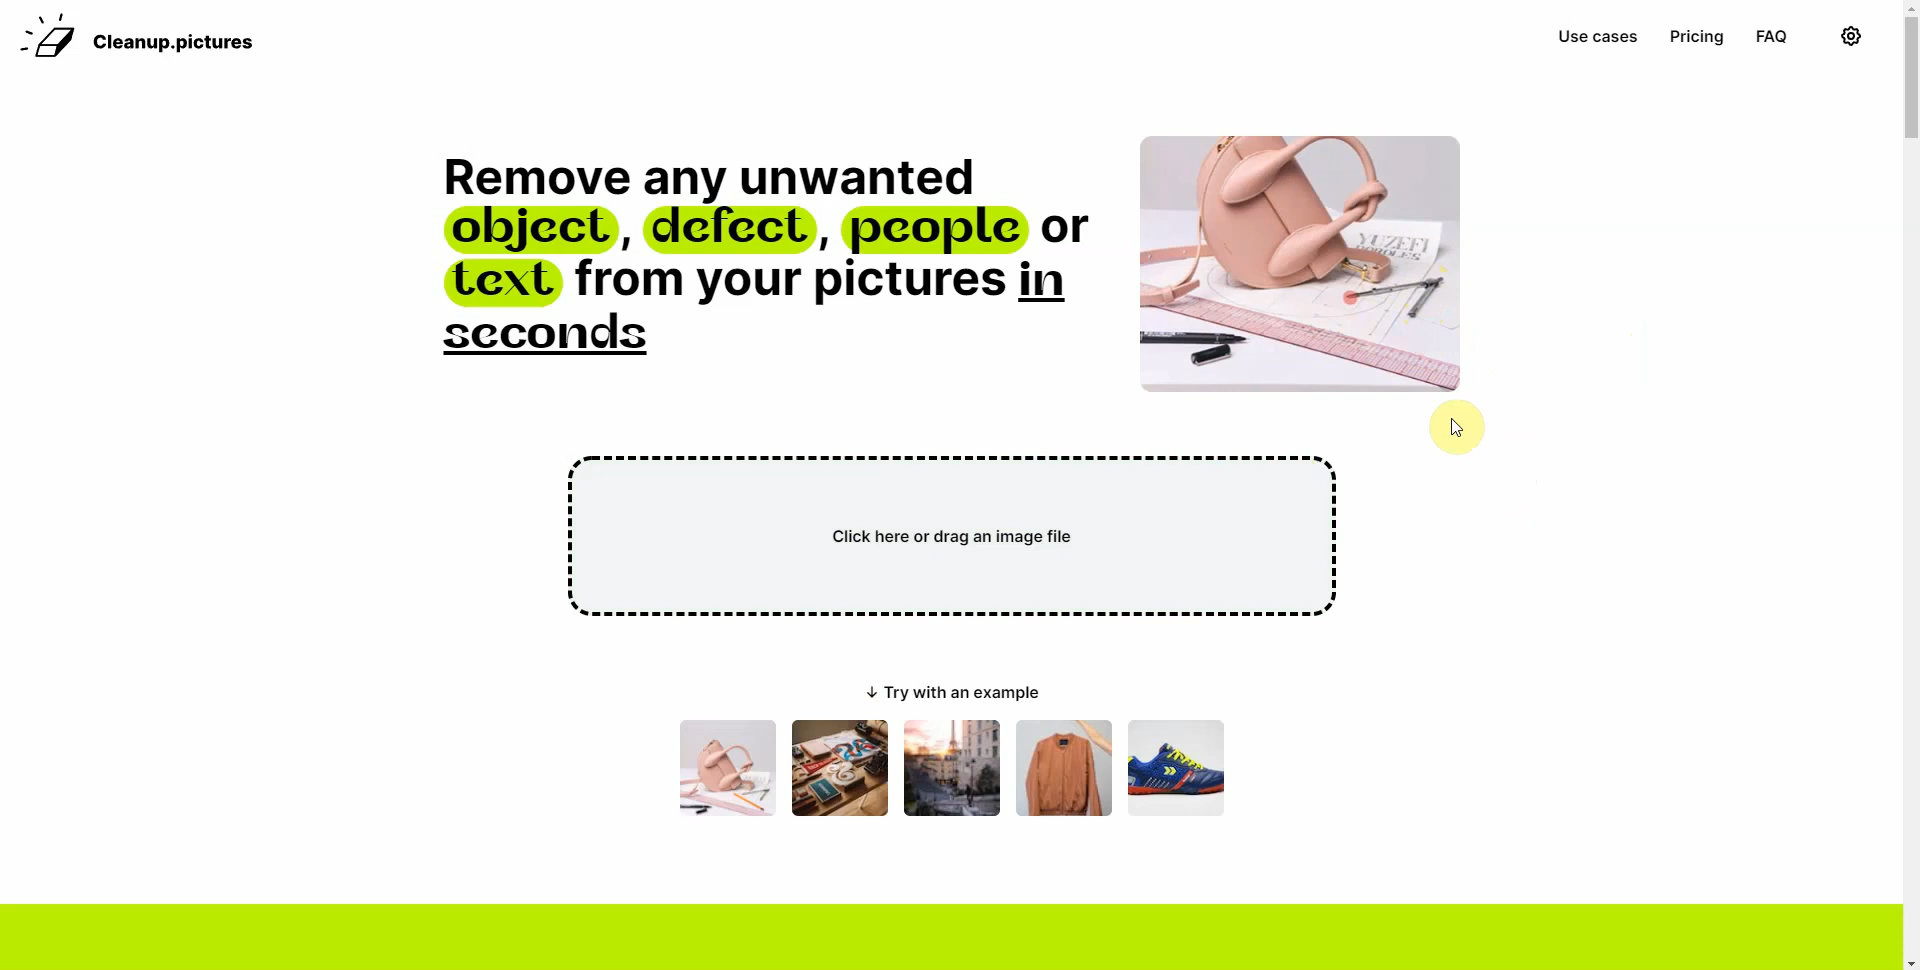 Cleanup.pictures
Use cases
Pricing
FAQ
Remove any unwanted
object, defect, people or
text from your pictures in
seconds
YUZEFI
Click here or drag an image file
↓ Try with an example